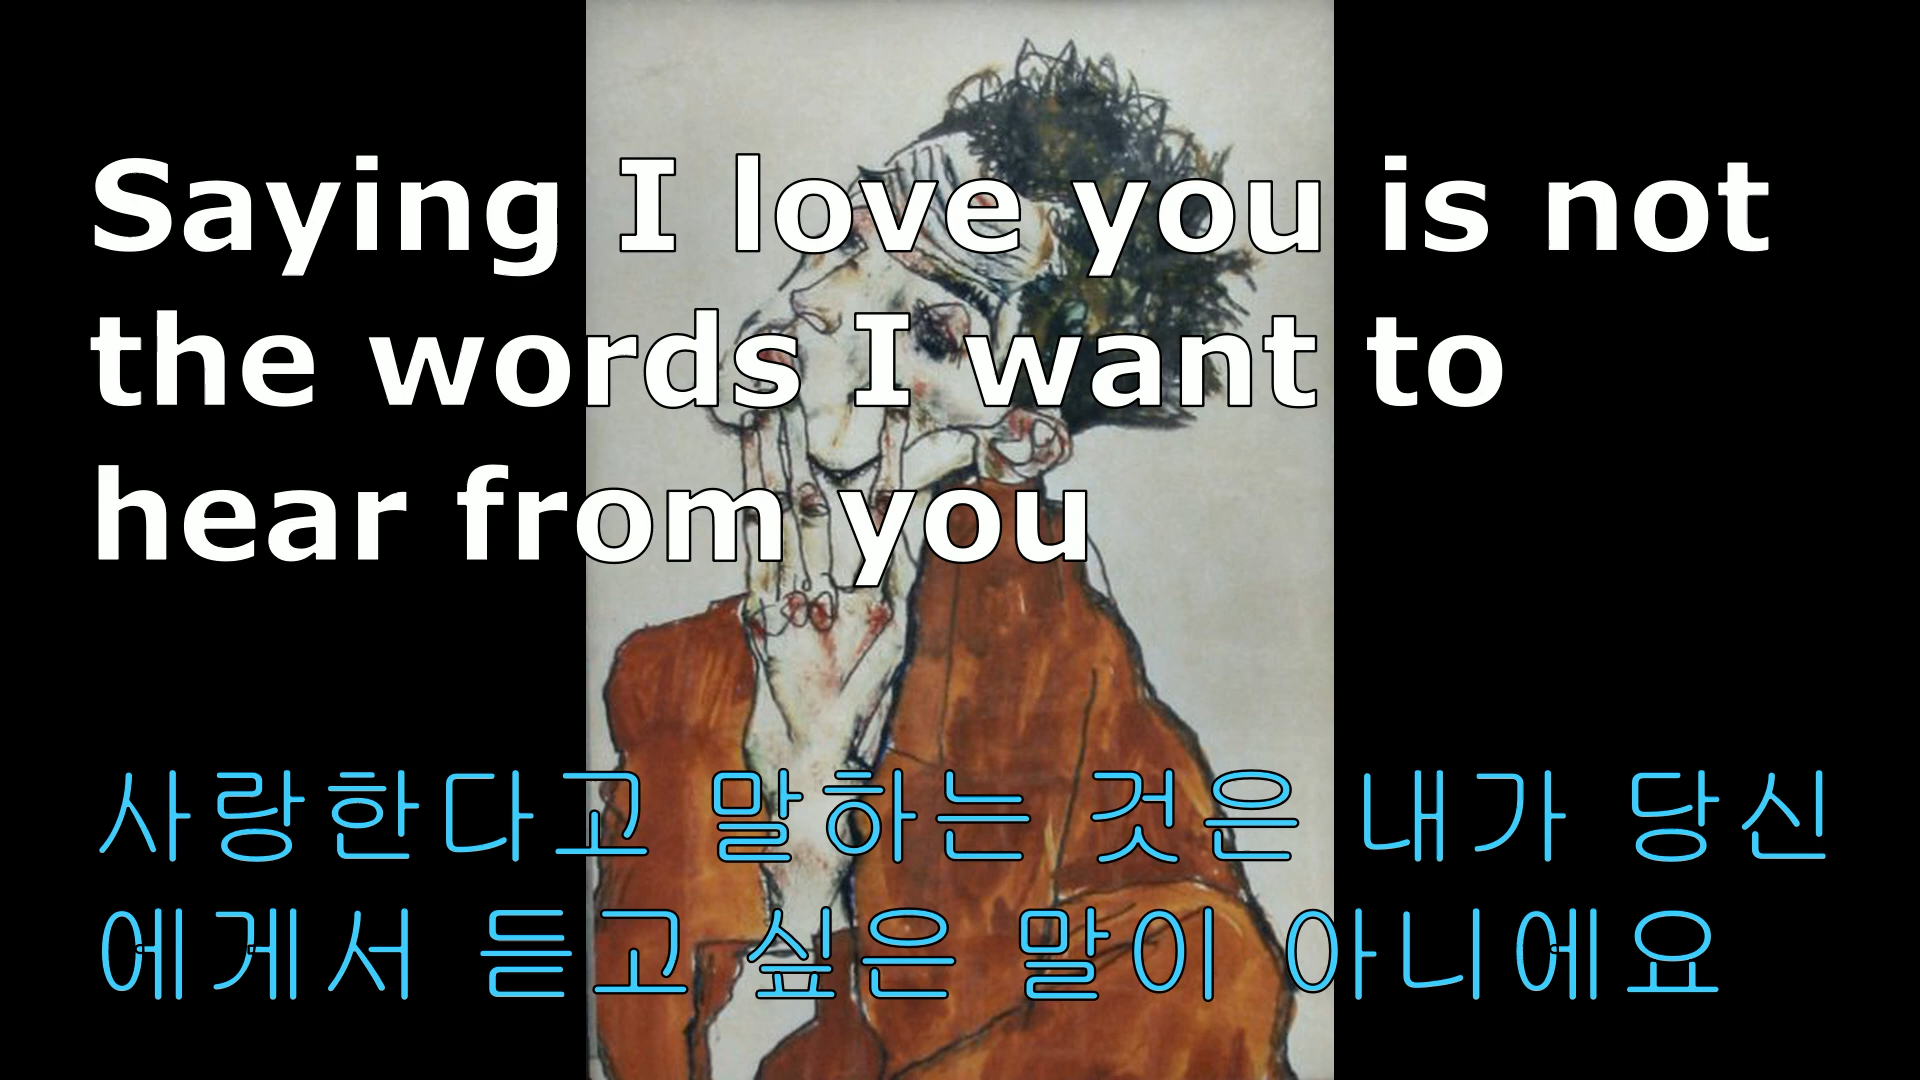 Saying I love you is not
the words I want to
hear from you
사랑한다고 말하는 것은 내가 당신
에게서 듣고 싶은 말이 아니에요